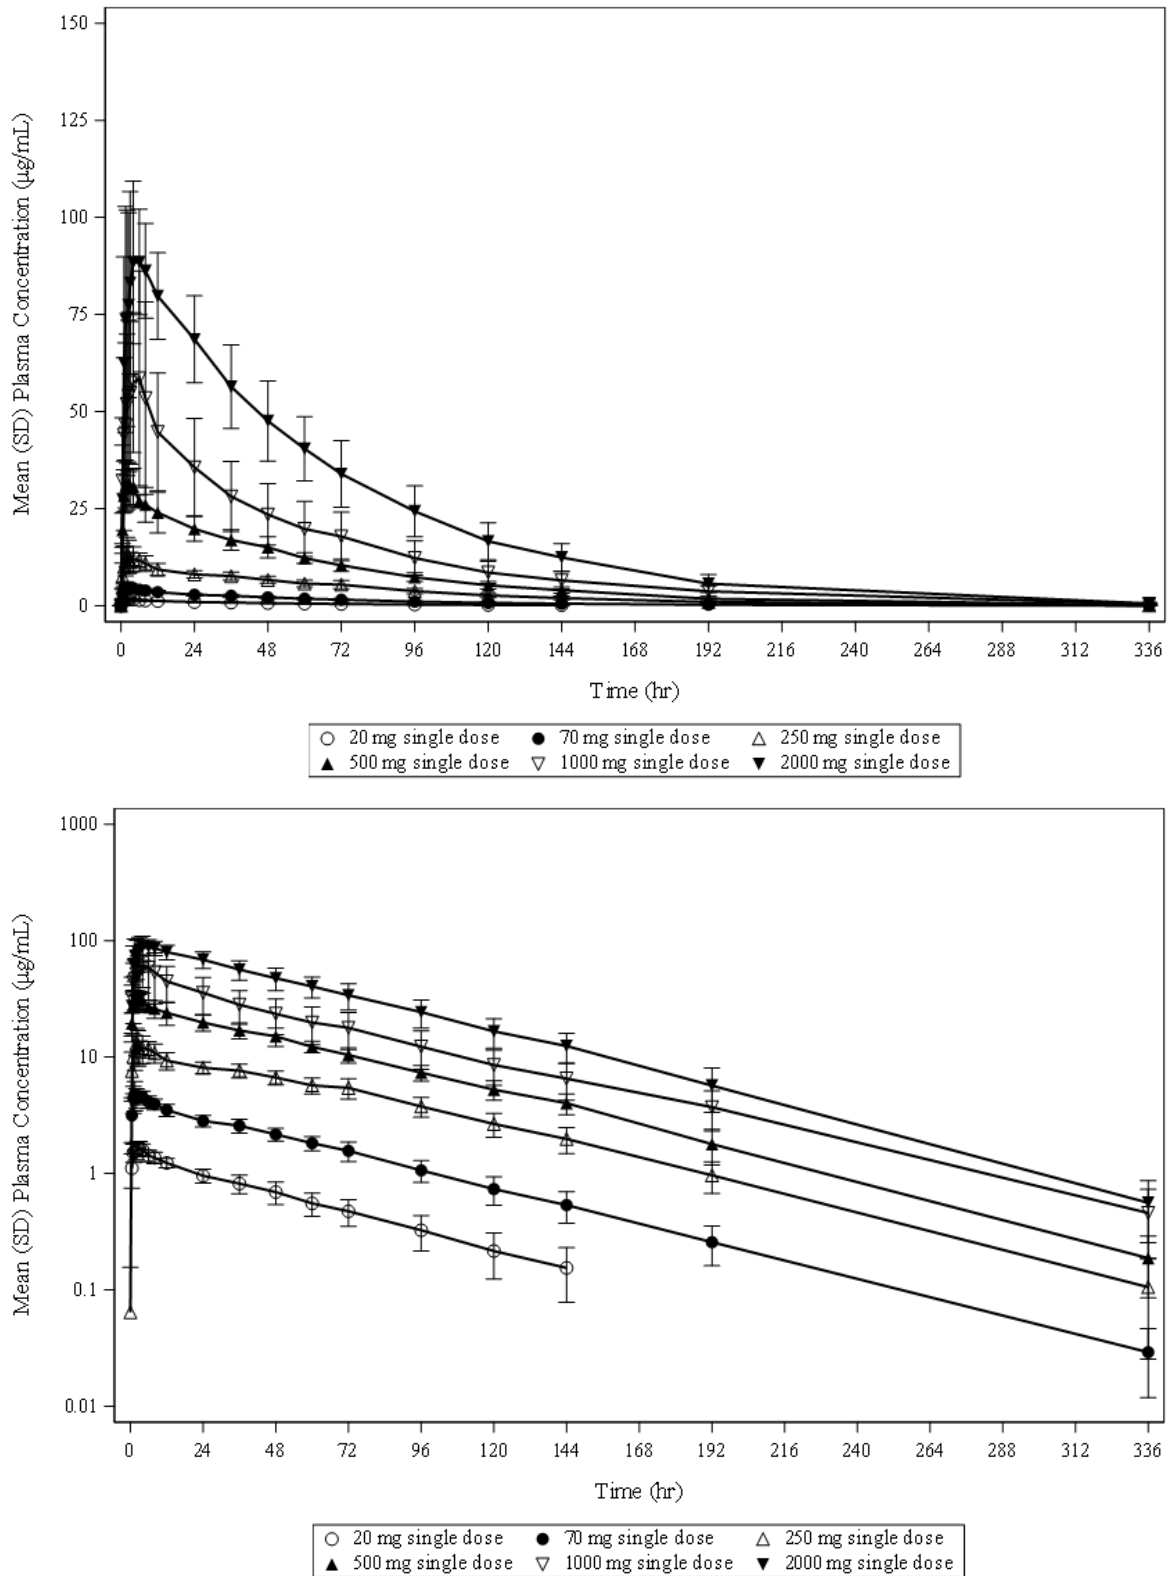 Mean (SD) Plasma Concentration (µg/mL)
150
125
100
75
50
25
0
0 24 48 72 96 120 144 168 192 216 240 264 288 312 336
Time (hr)
20 mg single dose 70 mg single dose 250 mg single dose
500 mg single dose 1000 mg single dose 2000 mg single dose
Mean (SD) Plasma Concentration (µg/mL)
1000
100
10
1
0.1
0.01
0 24 48 72 96 120 144 168 192 216 240 264 288 312 336
Time (hr)
20 mg single dose 70 mg single dose 250 mg single dose
500 mg single dose 1000 mg single dose 2000 mg single dose